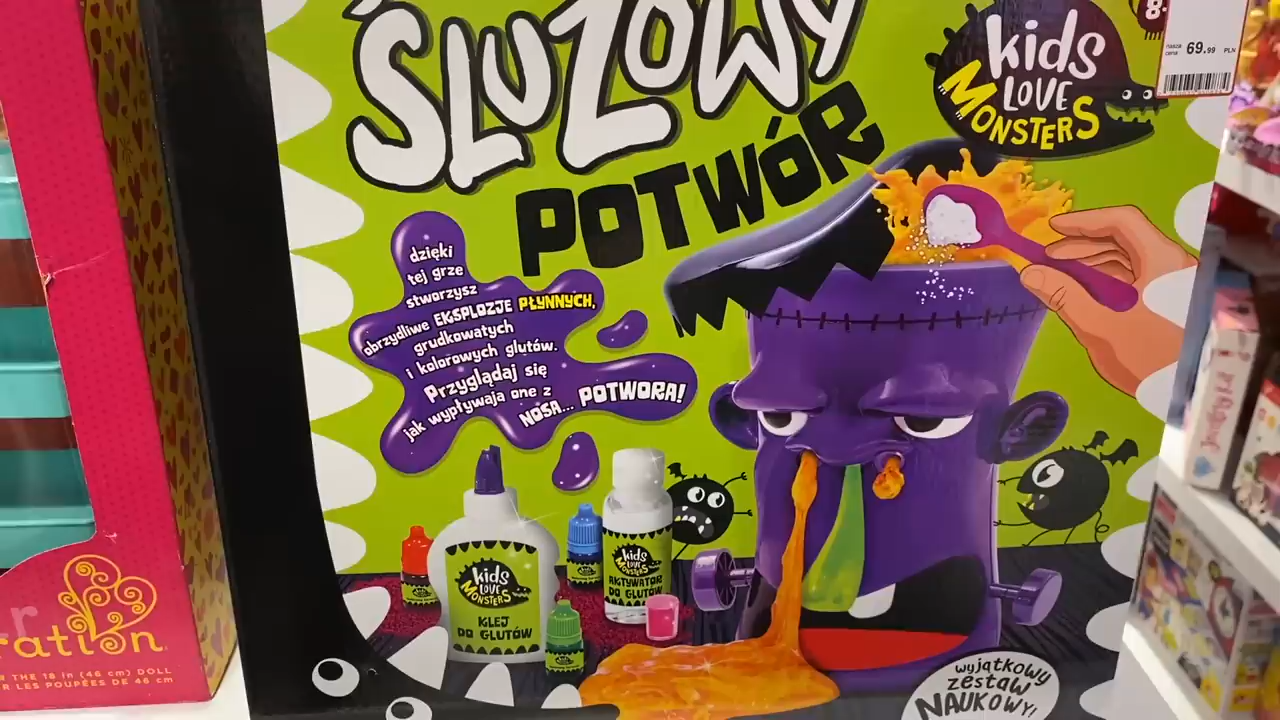 ŚLUZOWY
POTWÓR
kids
LOVE
MONSTERS
8+
nasza
cena
69.99 PLN
dzięki
tej grze
stworzysz
obrzydliwe EKSPLOZJE PŁYNNYCH,
grudkowatych
i kolorowych glutów.
Przyglądaj się
jak wypływają one z
NOSA... POTWORA!
kids
LOVE
MONSTERS
KLEJ
DO GLUTÓW
kids
LOVE
MONSTERS
AKTYWATOR
DO GLUTÓW
wyjątkowy
zestaw
NAUKOWY!
ration
THE 18 in (46 cm) DOLL
R LES POUPÉES DE 46 cm